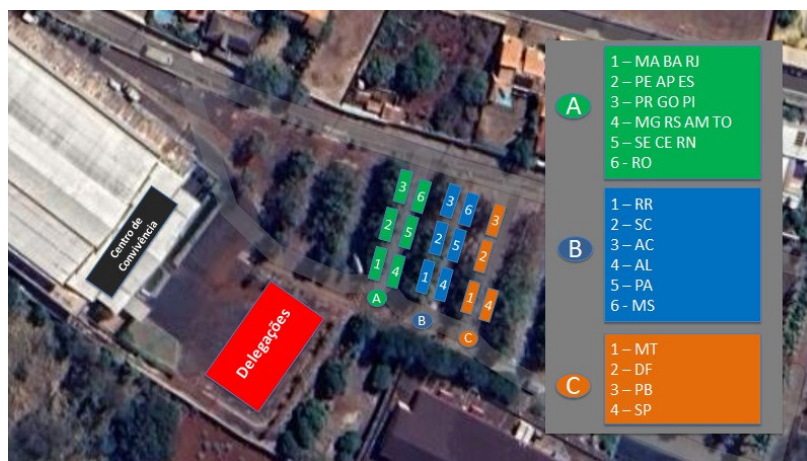 Centro de
Convivência
Delegações
3 6
2 5
1 4
A
3 6
2 5
1 4
B
3
2
1 4
C
A
1 – MA BA RJ
2 – PE AP ES
3 – PR GO PI
4 – MG RS AM TO
5 – SE CE RN
6 - RO
B
1 – RR
2 – SC
3 – AC
4 – AL
5 – PA
6 – MS
C
1 – MT
2 – DF
3 – PB
4 – SP